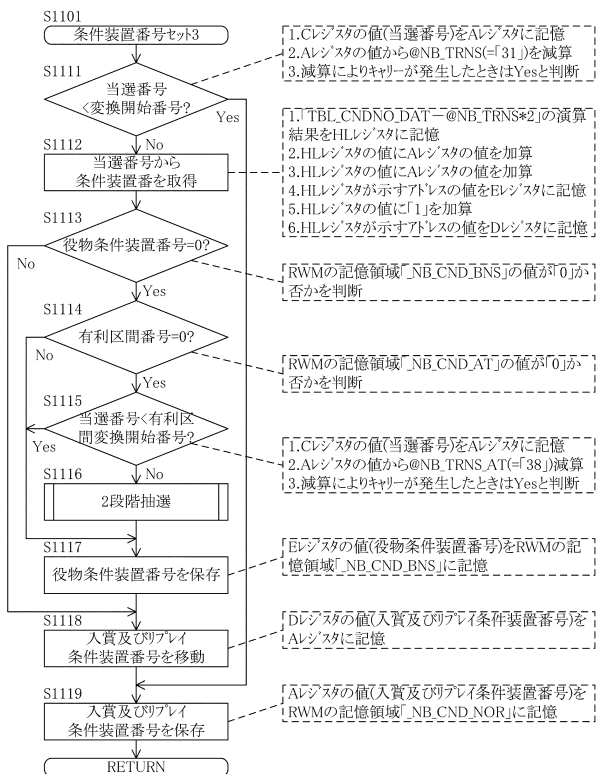 S1101
条件装置番号セット3
1.Cレジスタの値(当選番号)をAレジスタに記憶
2.Aレジスタの値から@NB_TRNS(=「31」)を減算
3.減算によりキャリーが発生したときはYesと判断
S1111
当選番号
<変換開始番号?
Yes
No
S1112
当選番号から
条件装置番を取得
1.「TBL_CNDNO_DAT－@NB_TRNS*2」の演算
結果をHLレジスタに記憶
2.HLレジスタの値にAレジスタの値を加算
3.HLレジスタの値にAレジスタの値を加算
4.HLレジスタが示すアドレスの値をEレジスタに記憶
5.HLレジスタの値に「1」を加算
6.HLレジスタが示すアドレスの値をDレジスタに記憶
S1113
役物条件装置番号=0?
No
Yes
RWMの記憶領域「_NB_CND_BNS」の値が「0」か
否かを判断
S1114
有利区間番号=0?
No
Yes
RWMの記憶領域「_NB_CND_AT」の値が「0」か
否かを判断
S1115
当選番号<有利区
間変換開始番号?
Yes
No
1.Cレジスタの値(当選番号)をAレジスタに記憶
2.Aレジスタの値から@NB_TRNS_AT(=「38」)減算
3.減算によりキャリーが発生したときはYesと判断
S1116
2段階抽選
S1117
役物条件装置番号を保存
Eレジスタの値(役物条件装置番号)をRWMの記
憶領域「_NB_CND_BNS」に記憶
S1118
入賞及びリプレイ
条件装置番号を移動
Dレジスタの値(入賞及びリプレイ条件装置番号)を
Aレジスタに記憶
S1119
入賞及びリプレイ
条件装置番号を保存
Aレジスタの値(入賞及びリプレイ条件装置番号)を
RWMの記憶領域「_NB_CND_NOR」に記憶
RETURN